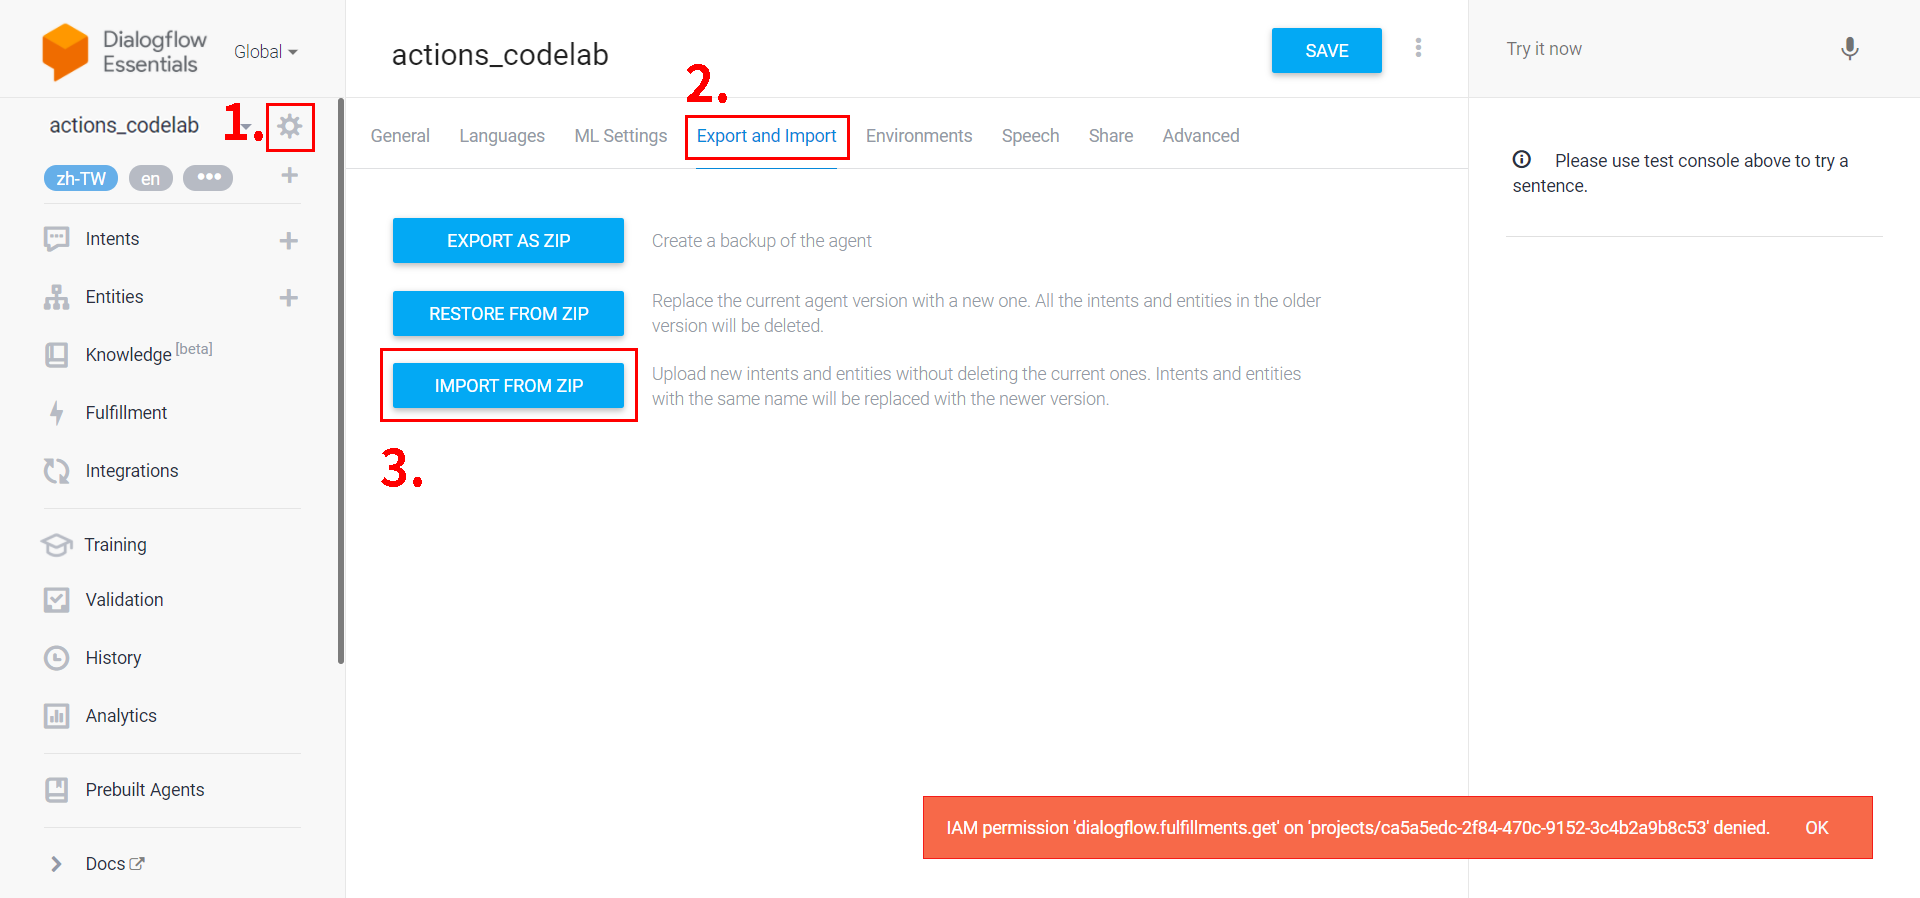 Dialogflow
Essentials
Global
actions_codelab
1.
zh-TW
en
•••
Intents
Entities
Knowledge [beta]
Fulfillment
Integrations
Training
Validation
History
Analytics
Prebuilt Agents
Docs
actions_codelab
SAVE
2.
General
Languages
ML Settings
Export and Import
Environments
Speech
Share
Advanced
EXPORT AS ZIP
Create a backup of the agent
RESTORE FROM ZIP
Replace the current agent version with a new one. All the intents and entities in the older
version will be deleted.
IMPORT FROM ZIP
Upload new intents and entities without deleting the current ones. Intents and entities
with the same name will be replaced with the newer version.
3.
Try it now
Please use test console above to try a
sentence.
IAM permission 'dialogflow.fulfillments.get' on 'projects/ca5a5edc-2f84-470c-9152-3c4b2a9b8c53' denied.
OK